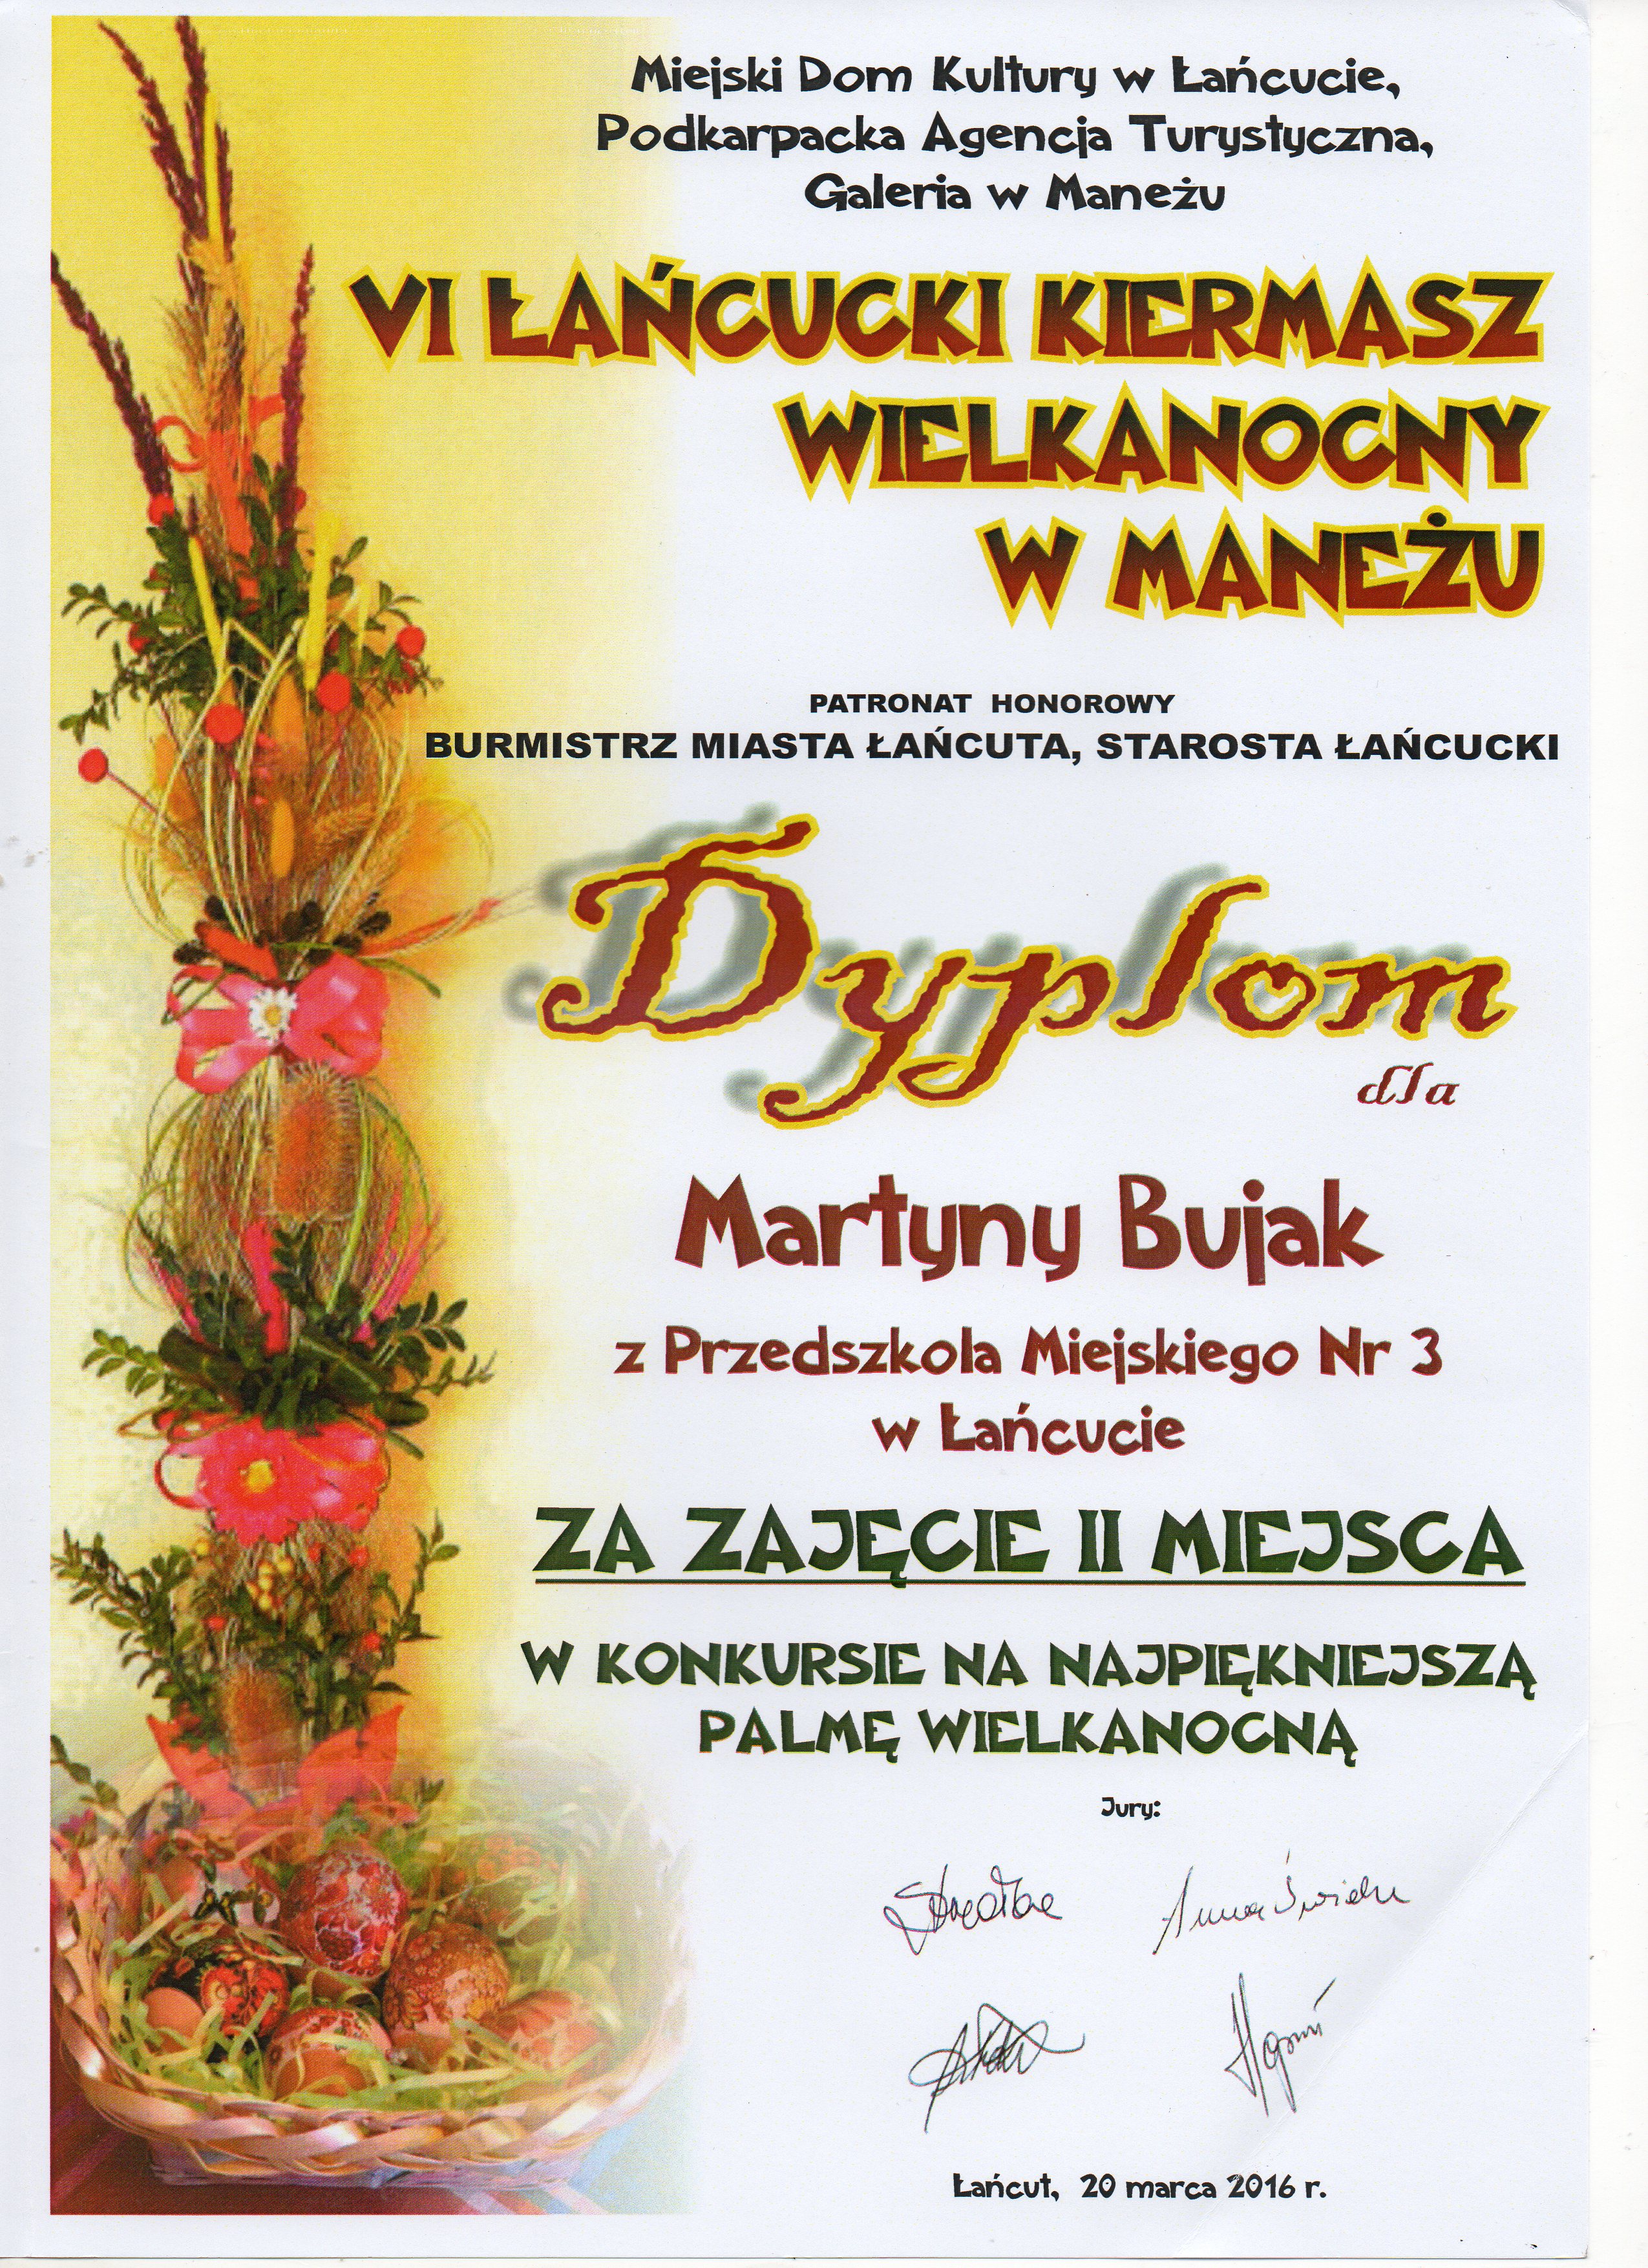 Miejski Dom Kultury w Łańcucie,
Podkarpacka Agencja Turystyczna,
Galeria w Maneżu
VI ŁAŃCUCKI KIERMASZ
WIELKANOCNY
W MANEŻU
PATRONAT HONOROWY
BURMISTRZ MIASTA ŁAŃCUTA, STAROSTA ŁAŃCUCKI
Dyplom
dla
Martyny Bujak
z Przedszkola Miejskiego Nr 3
w Łańcucie
ZA ZAJĘCIE II MIEJSCA
W KONKURSIE NA NAJPIĘKNIEJSZĄ
PALMĘ WIELKANOCNĄ
Jury:
Anna
Łańcut, 20 marca 2016 r.